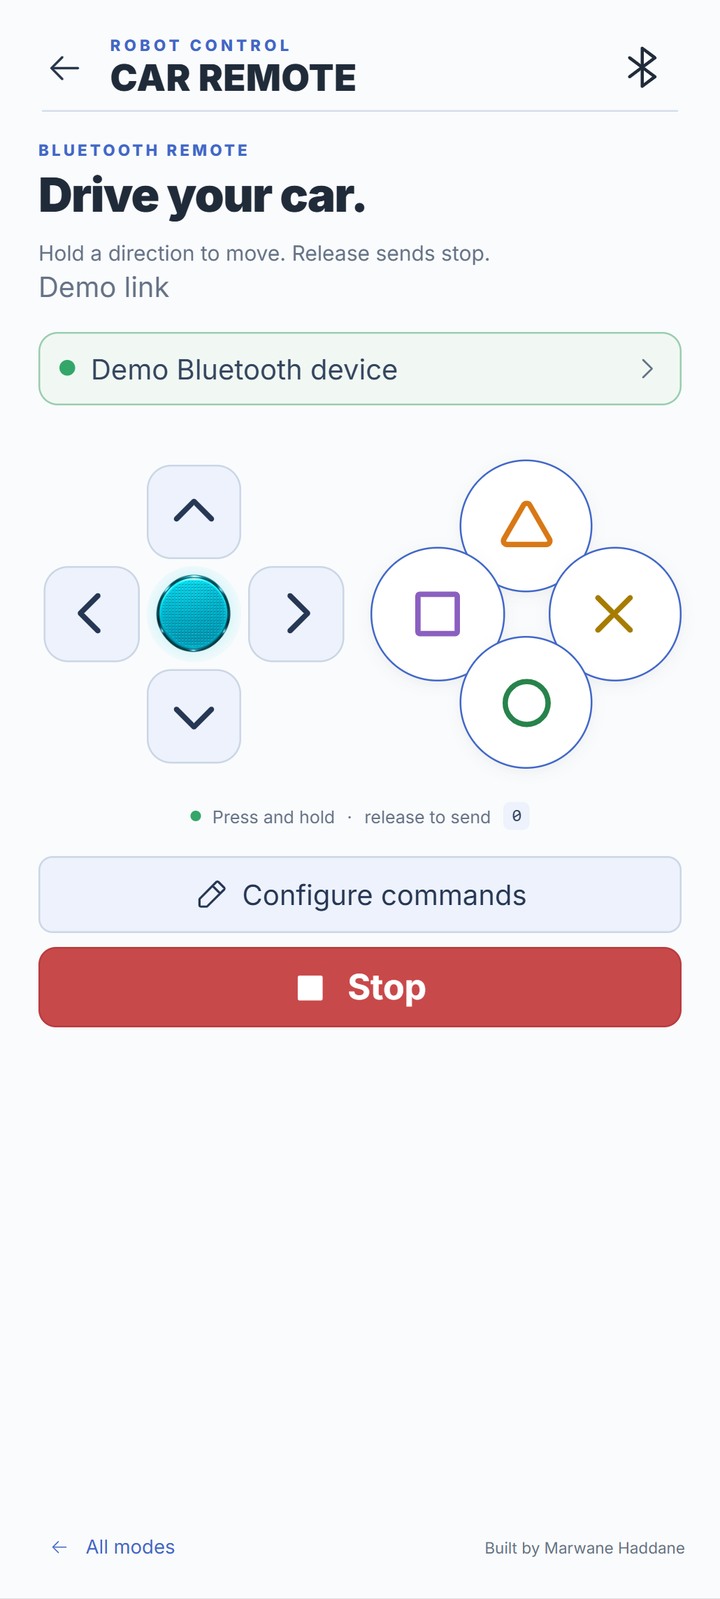 ROBOT CONTROL
CAR REMOTE
BLUETOOTH REMOTE
Drive your car.
Hold a direction to move. Release sends stop.
Demo link
Demo Bluetooth device
Press and hold · release to send 0
Configure commands
Stop
All modes
Built by Marwane Haddane